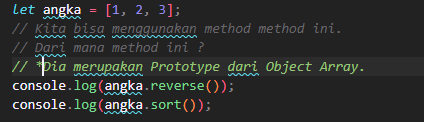 let angka = [1, 2, 3];
// Kita bisa menggunakan method method ini.
// Dari mana method ini ?
// *Dia merupakan Prototype dari Object Array.
console.log(angka.reverse());
console.log(angka.sort());